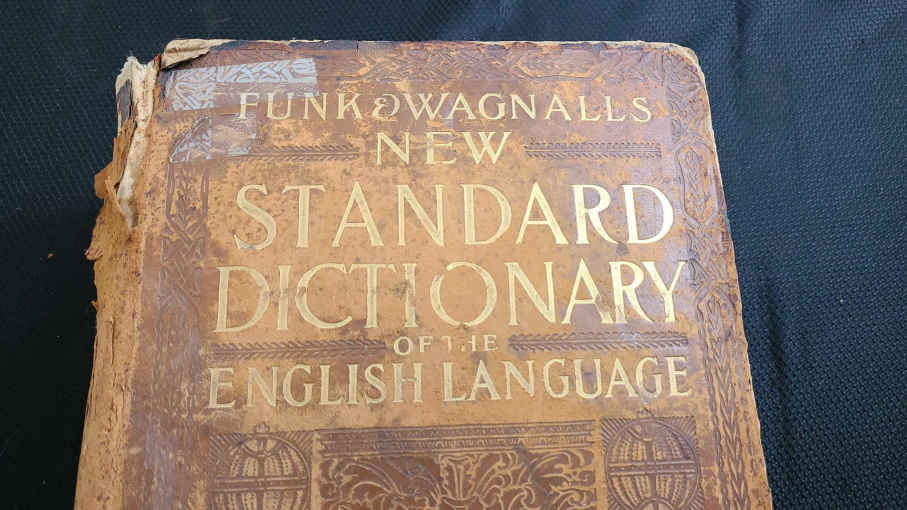 FUNK & WAGNALLS
NEW
STANDARD
DICTIONARY
OF THE
ENGLISH LANGUAGE